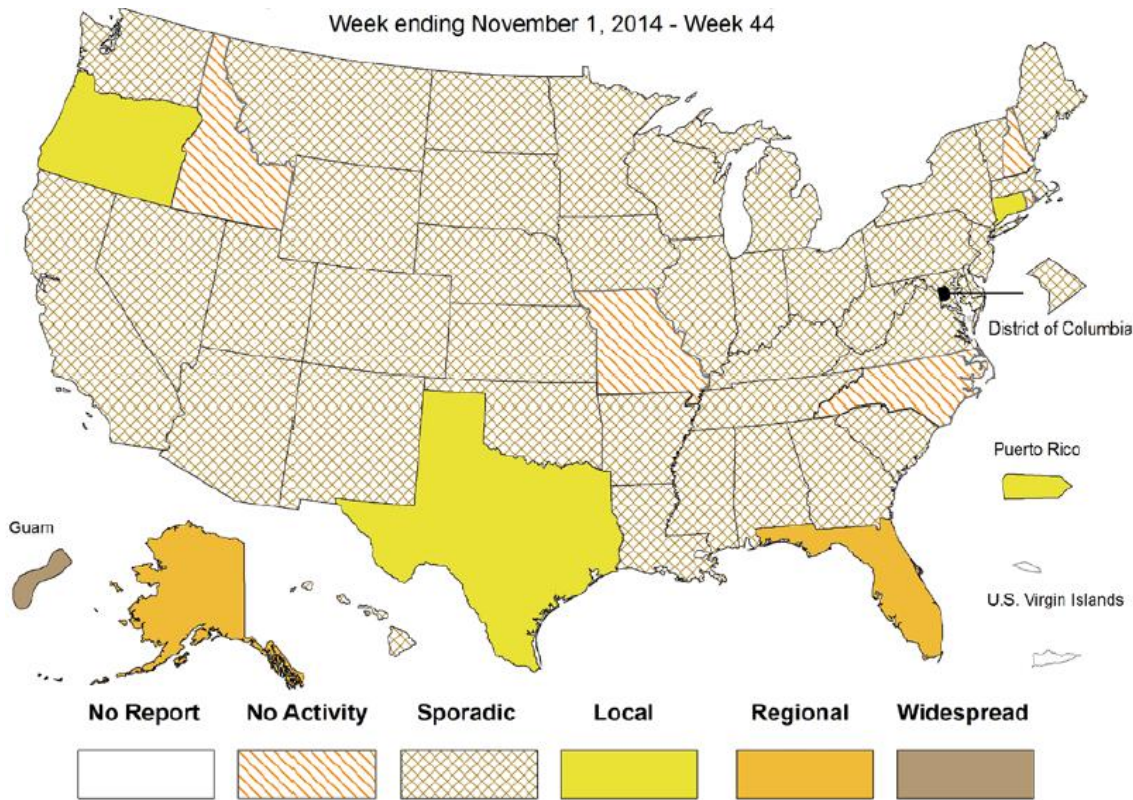 Week ending November 1, 2014 - Week 44
District of Columbia
Puerto Rico
Guam
U.S. Virgin Islands
No Report No Activity Sporadic Local Regional Widespread